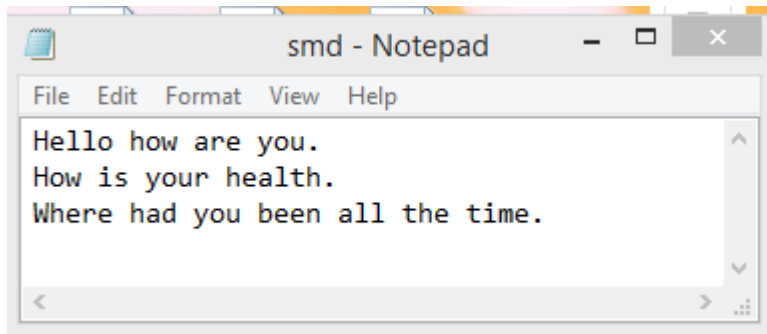 smd - Notepad
File Edit Format View Help
Hello how are you.
How is your health.
Where had you been all the time.